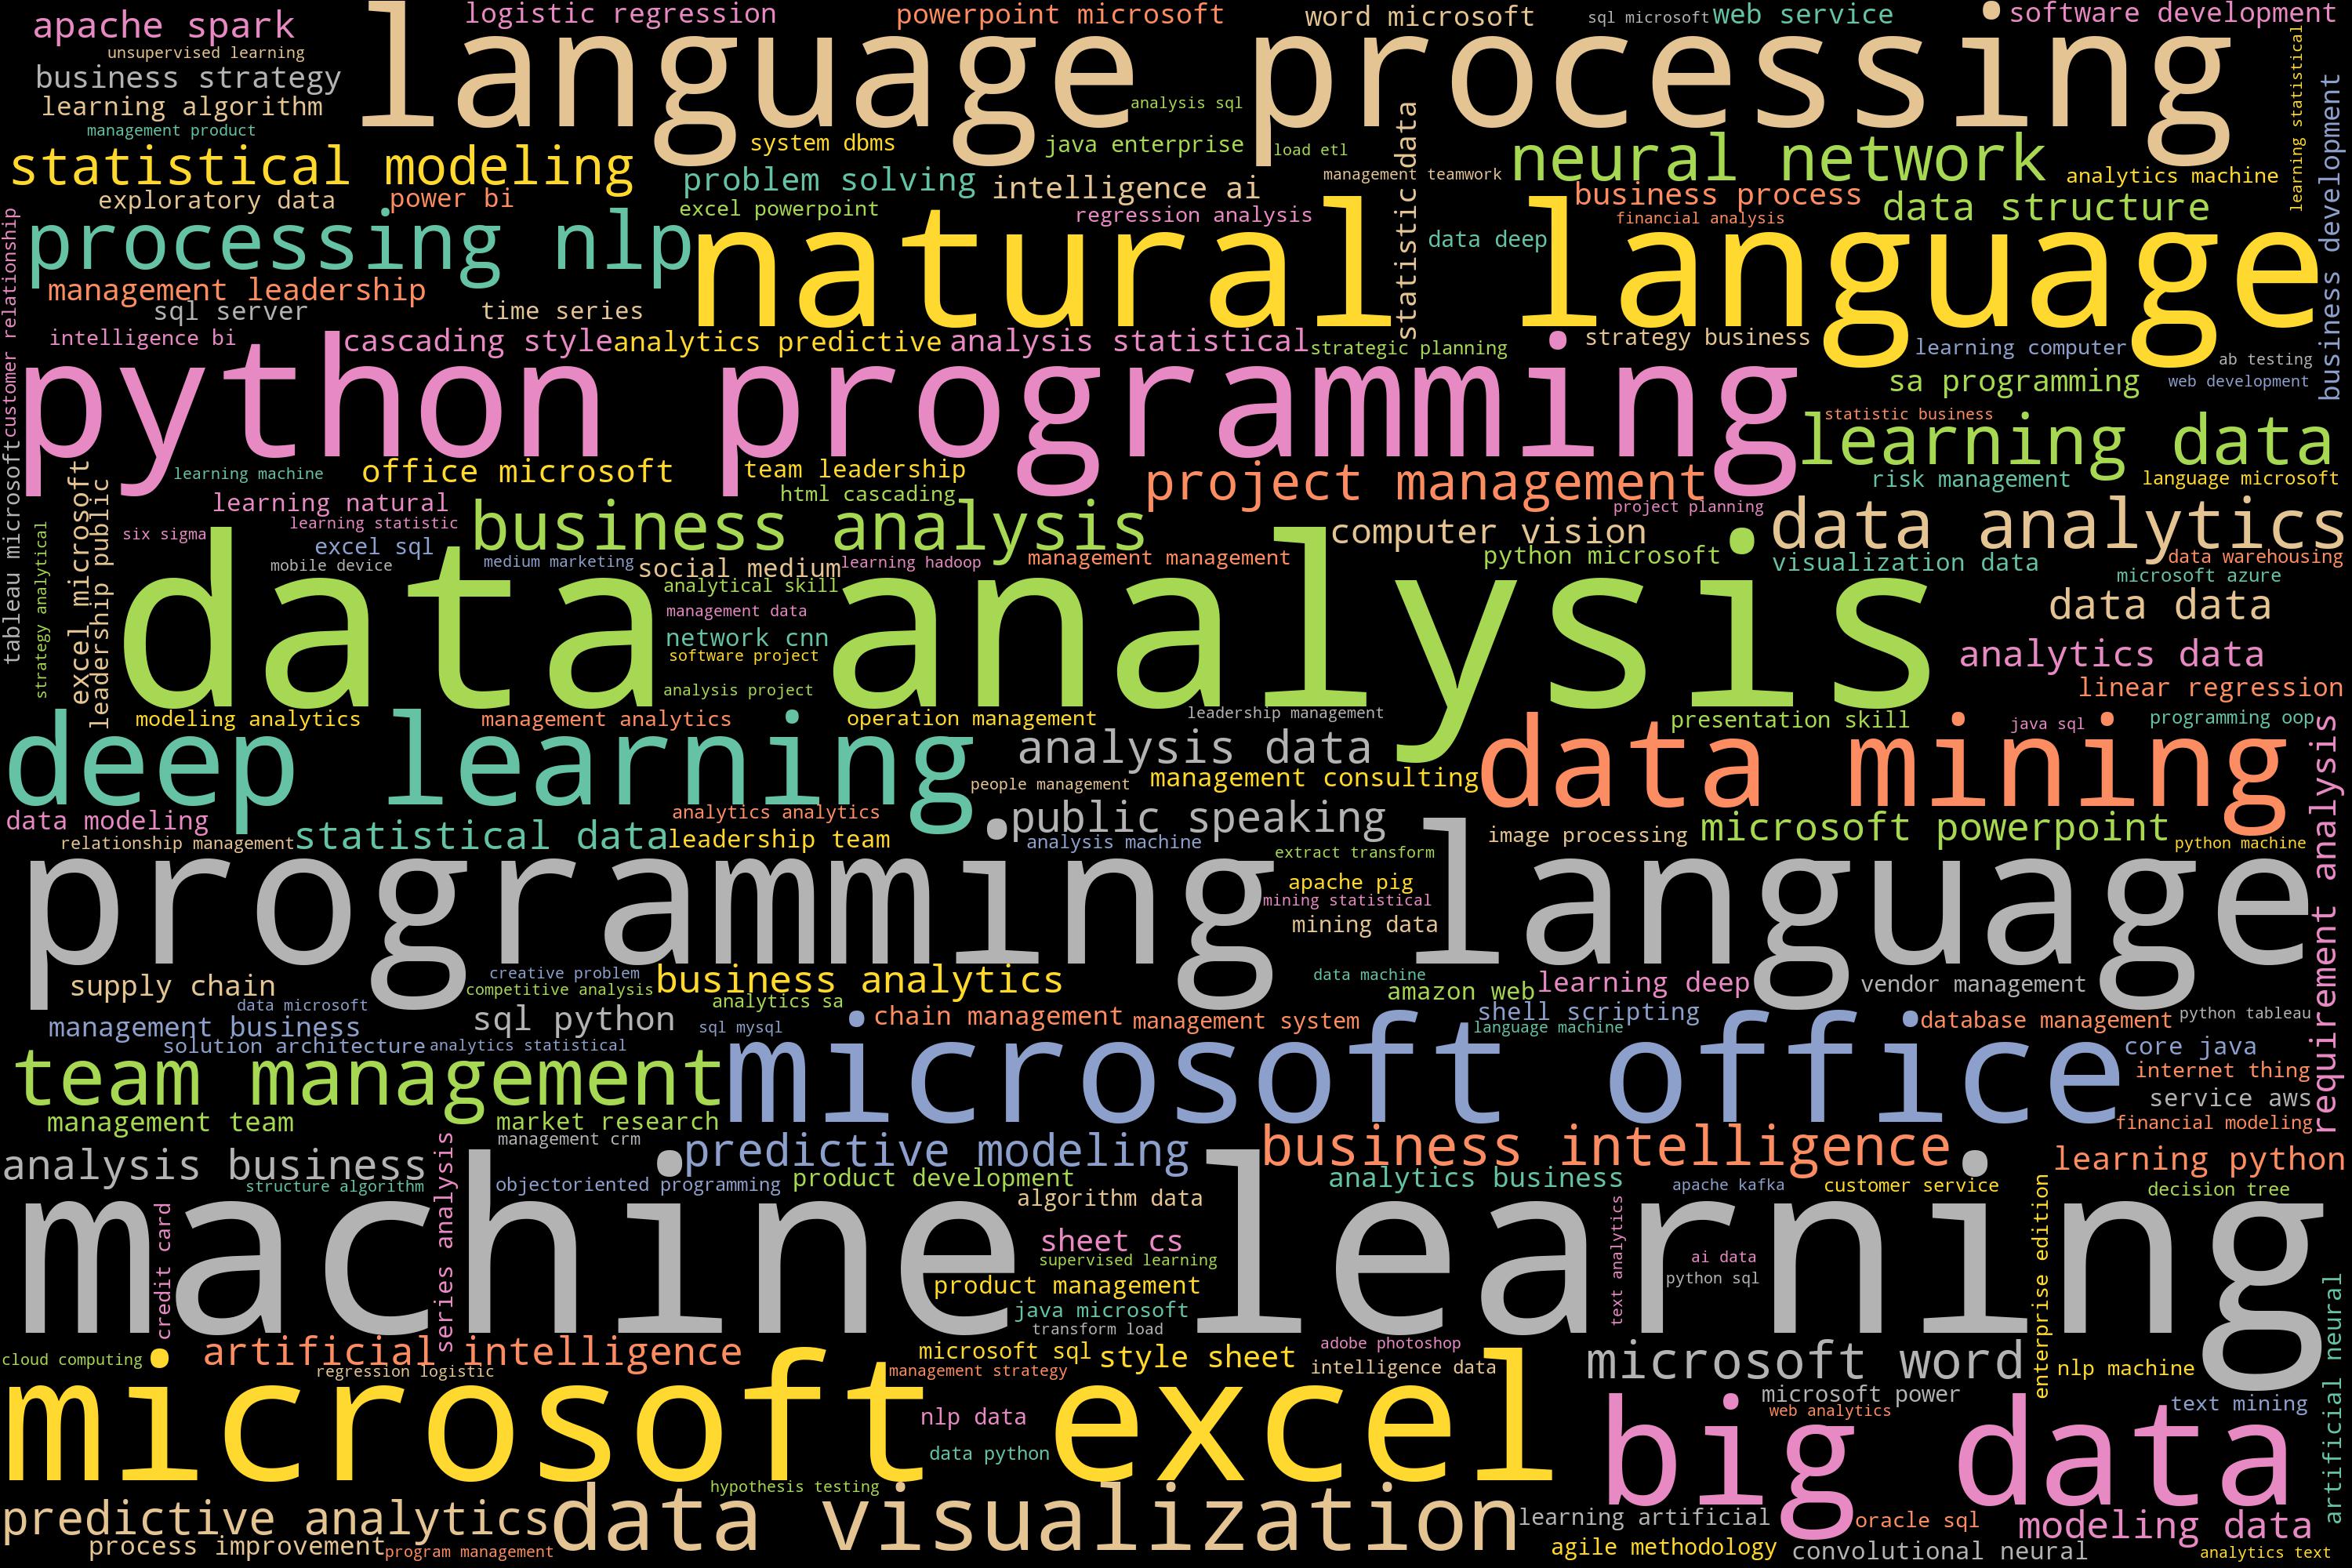 apache spark
logistic regression
powerpoint microsoft
word microsoft
sql microsoft
web service
software development
unsupervised learning
language processing
learning statistical
business strategy
business development
learning algorithm
analysis sql
statistic data
management product
system dbms
java enterprise
load etl
neural network
statistical modeling
problem solving
intelligence ai
management teamwork
analytics machine
exploratory data
power bi
excel powerpoint
regression analysis
business process
financial analysis
data structure
customer relationship
processing nlp
natural language
data deep
management leadership
sql server
time series
intelligence bi
cascading style
analytics predictive
analysis statistical
strategic planning
strategy business
learning computer
ab testing
python programming
sa programming
web development
statistic business
learning data
tableau microsoft
learning machine
office microsoft
team leadership
project management
risk management
language microsoft
excel microsoft
leadership public
learning natural
html cascading
project planning
learning statistic
business analysis
computer vision
data analytics
six sigma
strategy analytical
excel sql
mobile device
medium marketing
social medium
learning hadoop
management management
python microsoft
visualization data
data warehousing
data analysis
analytical skill
microsoft azure
management data
data data
network cnn
software project
analytics data
analysis project
linear regression
modeling analytics
management analytics
operation management
leadership management
presentation skill
java sql
programming oop
requirement analysis
deep learning
analysis data
data mining
people management
management consulting
data modeling
analytics analytics
public speaking
statistical data
leadership team
image processing
microsoft powerpoint
relationship management
analysis machine
python machine
extract transform
programming language
apache pig
mining statistical
mining data
supply chain
creative problem
competitive analysis
business analytics
data machine
amazon web
learning deep
vendor management
data microsoft
analytics sa
management business
sql python
sql mysql
chain management
management system
shell scripting
language machine
database management
python tableau
solution architecture
analytics statistical
team management
microsoft office
core java
internet thing
service aws
management team
market research
financial modeling
management crm
analysis business
series analysis
predictive modeling
business intelligence
learning python
structure algorithm
objectoriented programming
product development
analytics business
apache kafka
customer service
decision tree
algorithm data
credit card
machine learning
text analytics
enterprise edition
sheet cs
supervised learning
ai data
python sql
product management
artificial neural
java microsoft
transform load
cloud computing
artificial intelligence
regression logistic
microsoft sql
style sheet
adobe photoshop
management strategy
intelligence data
microsoft word
nlp machine
microsoft excel
microsoft power
web analytics
big data
text mining
nlp data
data python
hypothesis testing
predictive analytics
data visualization
learning artificial
oracle sql
modeling data
process improvement
program management
agile methodology
convolutional neural
analytics text